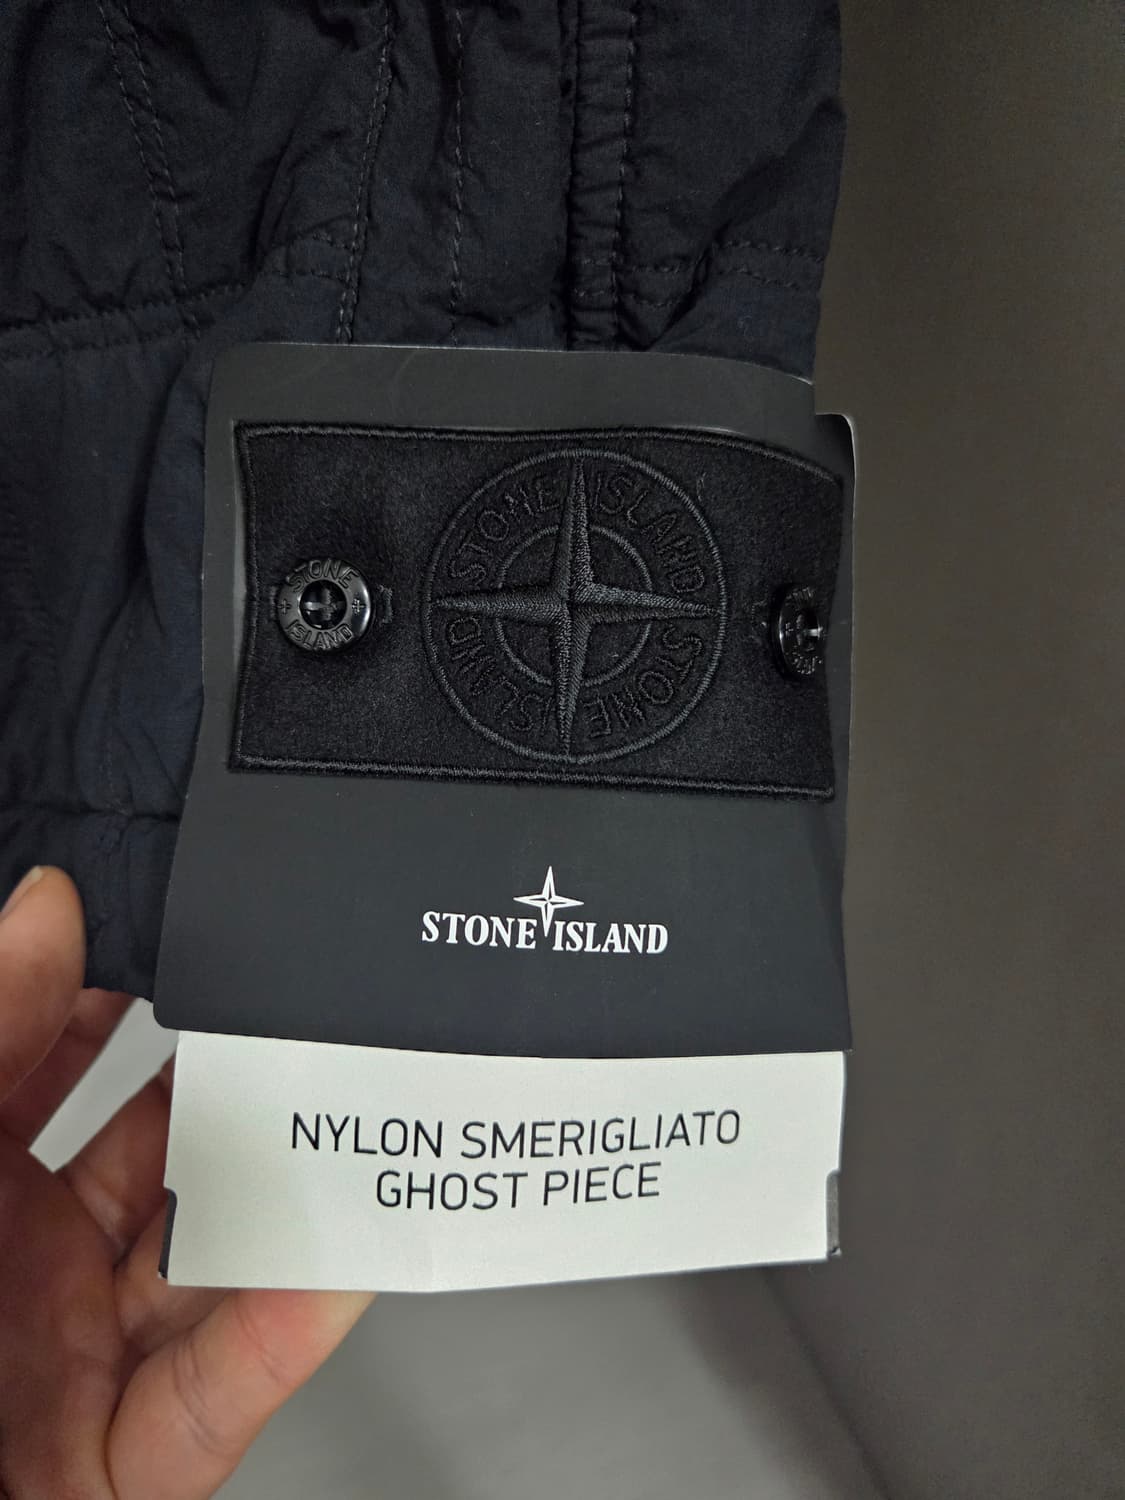 STONE ISLAND
STONE ISLAND
STONE
ISLAND
STONE ISLAND
NYLON SMERIGLIATO
GHOST PIECE